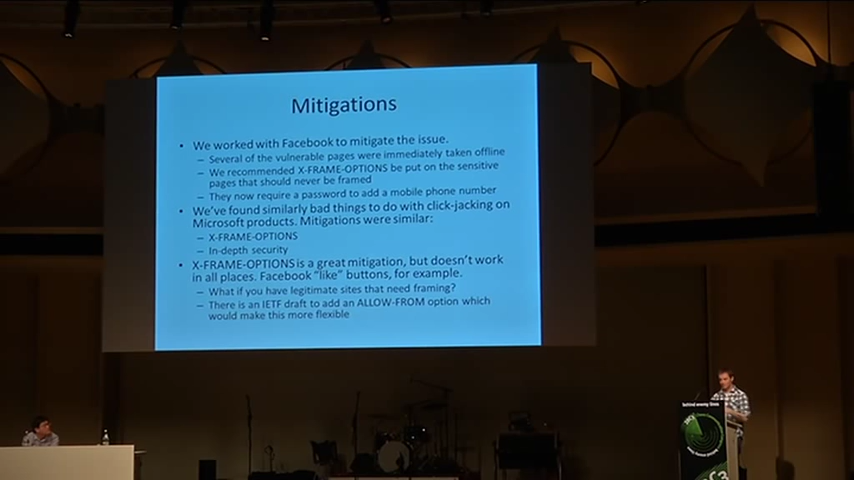 Mitigations
• We worked with Facebook to mitigate the issue.
– Several of the vulnerable pages were immediately taken offline
– We recommended X-FRAME-OPTIONS be put on the sensitive
pages that should never be framed
– They now require a password to add a mobile phone number
• We've found similarly bad things to do with click-jacking on
Microsoft products. Mitigations were similar:
– X-FRAME-OPTIONS
– In-depth security
• X-FRAME-OPTIONS is a great mitigation, but doesn't work
in all places. Facebook "like" buttons, for example.
– What if you have legitimate sites that need framing?
– There is an IETF draft to add an ALLOW-FROM option which
would make this more flexible
behind enemy lines